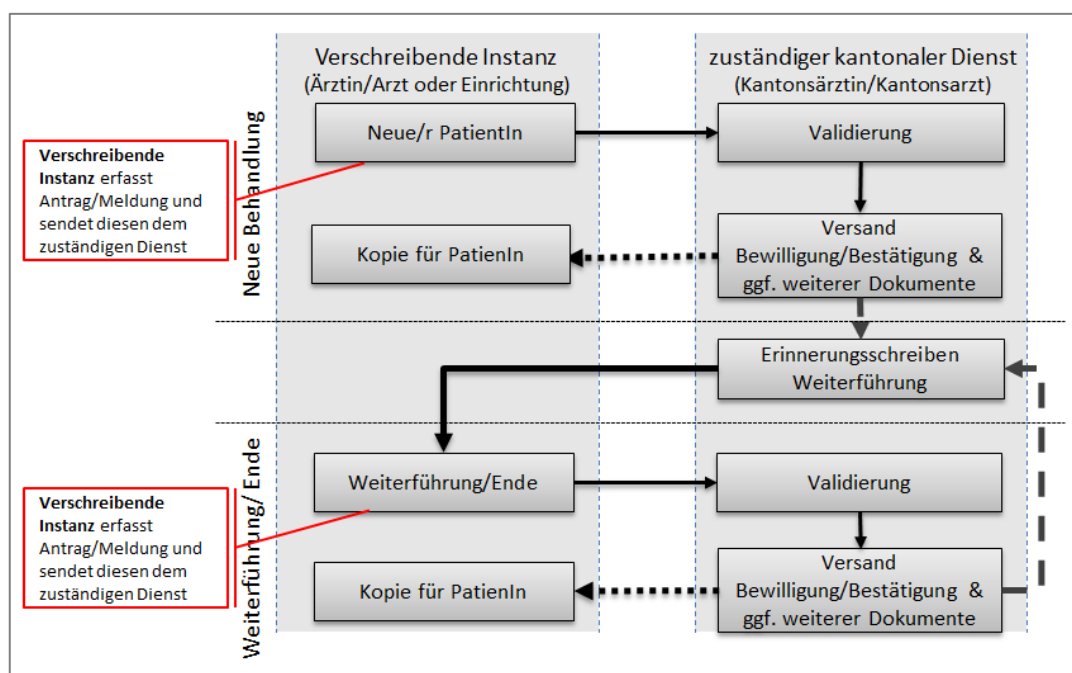 Verschreibende Instanz
(Ärztin/Arzt oder Einrichtung)
zuständiger kantonaler Dienst
(Kantonsärztin/Kantonsarzt)
Neue Behandlung
Verschreibende
Instanz erfasst
Antrag/Meldung und
sendet diesen dem
zuständigen Dienst
Neue/r PatientIn
Validierung
Kopie für PatienIn
Versand
Bewilligung/Bestätigung &
ggf. weiterer Dokumente
Erinnerungsschreiben
Weiterführung
Weiterführung/ Ende
Verschreibende
Instanz erfasst
Antrag/Meldung und
sendet diesen dem
zuständigen Dienst
Weiterführung/Ende
Validierung
Kopie für PatienIn
Versand
Bewilligung/Bestätigung &
ggf. weiterer Dokumente